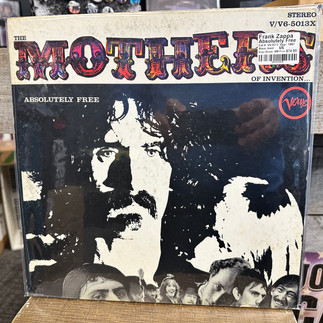 STEREO
V/V6-5013X
THE
MOTHERS
OF INVENTION...
Frank Zappa
Absolutely Free
ABSOLUTELY FREE
Verve